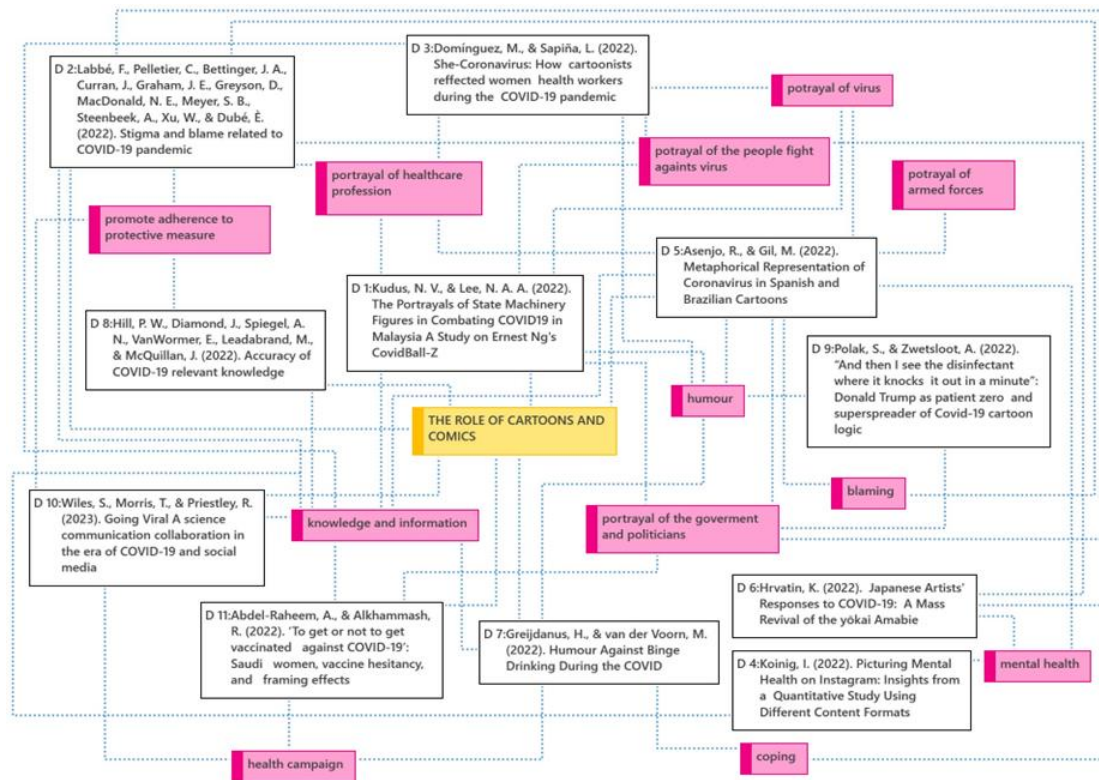 D 3:Domínguez, M., & Sapiña, L. (2022).
She-Coronavirus: How cartoonists
reffected women health workers
during the COVID-19 pandemic
D 2:Labbé, F., Pelletier, C., Bettinger, J. A.,
Curran, J., Graham, J. E., Greyson, D.,
MacDonald, N. E., Meyer, S. B.,
Steenbeek, A., Xu, W., & Dubé, È.
(2022). Stigma and blame related to
COVID-19 pandemic
potrayal of virus
portrayal of healthcare
profession
potrayal of the people fight
againts virus
potrayal of
armed forces
promote adherence to
protective measure
D 5:Asenjo, R., & Gil, M. (2022).
Metaphorical Representation of
Coronavirus in Spanish and
Brazilian Cartoons
D 1:Kudus, N. V., & Lee, N. A. A. (2022).
The Portrayals of State Machinery
Figures in Combating COVID19 in
Malaysia A Study on Ernest Ng's
CovidBall-Z
D 8:Hill, P. W., Diamond, J., Spiegel, A.
N., VanWormer, E., Leadabrand, M.,
& McQuillan, J. (2022). Accuracy of
COVID-19 relevant knowledge
D 9:Polak, S., & Zwetsloot, A. (2022).
"And then I see the disinfectant
where it knocks it out in a minute":
Donald Trump as patient zero and
superspreader of Covid-19 cartoon
logic
humour
THE ROLE OF CARTOONS AND
COMICS
blaming
D 10:Wiles, S., Morris, T., & Priestley, R.
(2023). Going Viral A science
communication collaboration in
the era of COVID-19 and social
media
knowledge and information
portrayal of the goverment
and politicians
D 11:Abdel-Raheem, A., & Alkhammash,
R. (2022). 'To get or not to get
vaccinated against COVID-19':
Saudi women, vaccine hesitancy,
and framing effects
D 7:Greijdanus, H., & van der Voorn, M.
(2022). Humour Against Binge
Drinking During the COVID
D 6:Hrvatin, K. (2022). Japanese Artists'
Responses to COVID-19: A Mass
Revival of the yōkai Amabie
D 4:Koinig, I. (2022). Picturing Mental
Health on Instagram: Insights from
a Quantitative Study Using
Different Content Formats
mental health
health campaign
coping